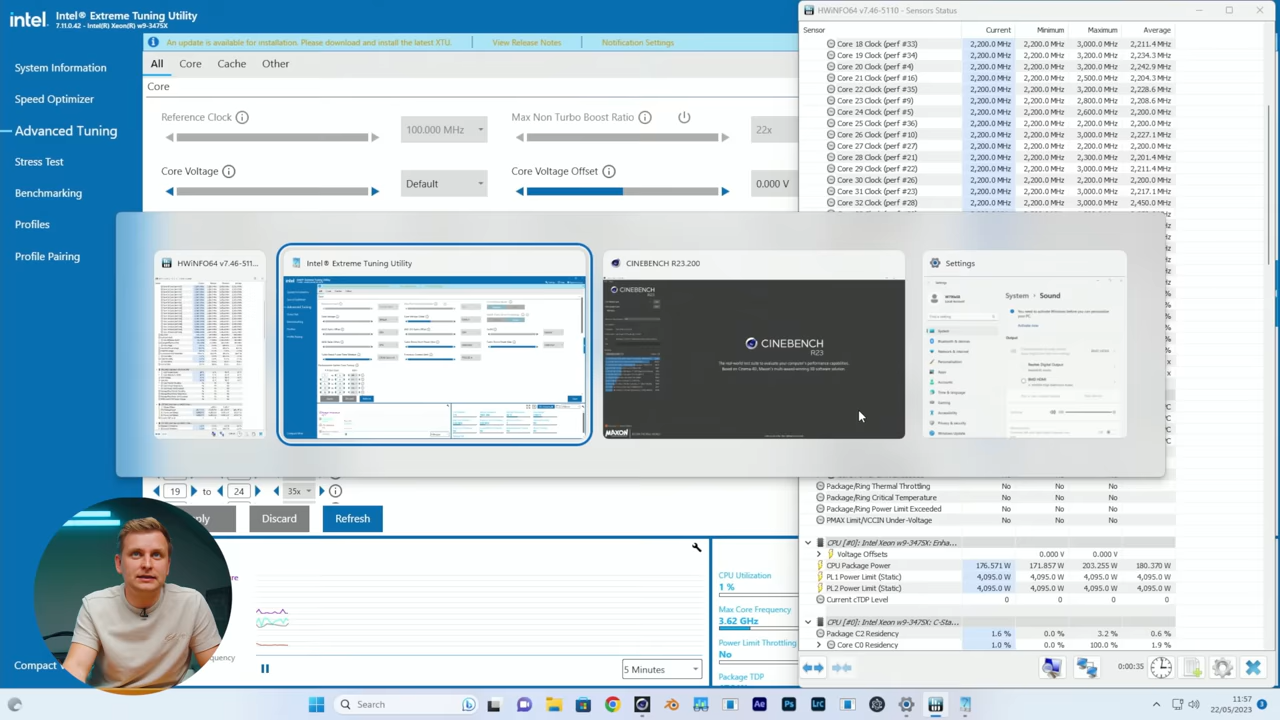 intel. Intel® Extreme Tuning Utility
7.11.0.42 - Intel(R) Xeon(R) w9-3475X
An update is available for installation. Please download and install the latest XTU. View Release Notes Notification Settings
System Information
Speed Optimizer
Advanced Tuning
Stress Test
Benchmarking
Profiles
Profile Pairing
All Core Cache Other
Core
Reference Clock 100.000 MHz Max Non Turbo Boost Ratio 22x
Core Voltage Default Core Voltage Offset 0.000 V
HWiNFO64 v7.46-5110 - Sensors Status
Sensor Current Minimum Maximum Average
Core 18 Clock (perf #33) 2,200.0 MHz 2,200.0 MHz 3,000.0 MHz 2,211.4 MHz
Core 19 Clock (perf #34) 2,200.0 MHz 2,200.0 MHz 3,000.0 MHz 2,234.3 MHz
Core 20 Clock (perf #4) 2,200.0 MHz 2,200.0 MHz 3,200.0 MHz 2,242.9 MHz
Core 21 Clock (perf #16) 2,200.0 MHz 2,200.0 MHz 2,500.0 MHz 2,204.3 MHz
Core 22 Clock (perf #35) 2,200.0 MHz 2,200.0 MHz 3,200.0 MHz 2,228.6 MHz
Core 23 Clock (perf #9) 2,200.0 MHz 2,200.0 MHz 2,800.0 MHz 2,208.6 MHz
Core 24 Clock (perf #5) 2,200.0 MHz 2,200.0 MHz 2,600.0 MHz 2,208.6 MHz
Core 25 Clock (perf #36) 2,200.0 MHz 2,200.0 MHz 2,200.0 MHz 2,200.0 MHz
Core 26 Clock (perf #10) 2,200.0 MHz 2,200.0 MHz 3,000.0 MHz 2,227.1 MHz
Core 27 Clock (perf #27) 2,200.0 MHz 2,200.0 MHz 2,200.0 MHz 2,200.0 MHz
Core 28 Clock (perf #21) 2,200.0 MHz 2,200.0 MHz 2,300.0 MHz 2,201.4 MHz
Core 29 Clock (perf #22) 2,200.0 MHz 2,200.0 MHz 3,000.0 MHz 2,211.4 MHz
Core 30 Clock (perf #26) 2,200.0 MHz 2,200.0 MHz 2,200.0 MHz 2,200.0 MHz
Core 31 Clock (perf #23) 2,200.0 MHz 2,200.0 MHz 3,000.0 MHz 2,217.1 MHz
Core 32 Clock (perf #28) 2,200.0 MHz 2,200.0 MHz 3,000.0 MHz 2,450.0 MHz
HWiNFO64 v7.46-511...
Intel® Extreme Tuning Utility
CINEBENCH R23.200
CINEBENCH
R23
MAXON
Settings
System › Sound
19 to 24 35x
Discard
Refresh
CPU Utilization
1 %
Max Core Frequency
3.62 GHz
Power Limit Throttling
No
Package TDP
5 Minutes
Package/Ring Thermal Throttling No No No
Package/Ring Critical Temperature No No No
Package/Ring Power Limit Exceeded No No No
PMAX Limit/VCCIN Under-Voltage No No No
CPU [#0]: Intel Xeon w9-3475X: Enha...
Voltage Offsets 0.000 V 0.000 V
CPU Package Power 176.571 W 171.857 W 203.255 W 180.370 W
PL1 Power Limit (Static) 4,095.0 W 4,095.0 W 4,095.0 W 4,095.0 W
PL2 Power Limit (Static) 4,095.0 W 4,095.0 W 4,095.0 W 4,095.0 W
Current cTDP Level 0 0 0 0
CPU [#0]: Intel Xeon w9-3475X: C-Sta...
Package C2 Residency 1.6 % 0.0 % 3.2 % 0.6 %
Core C0 Residency 1.0 % 0.0 % 100.0 % 1.9 %
0:00:35
Search
11:57
22/05/2023